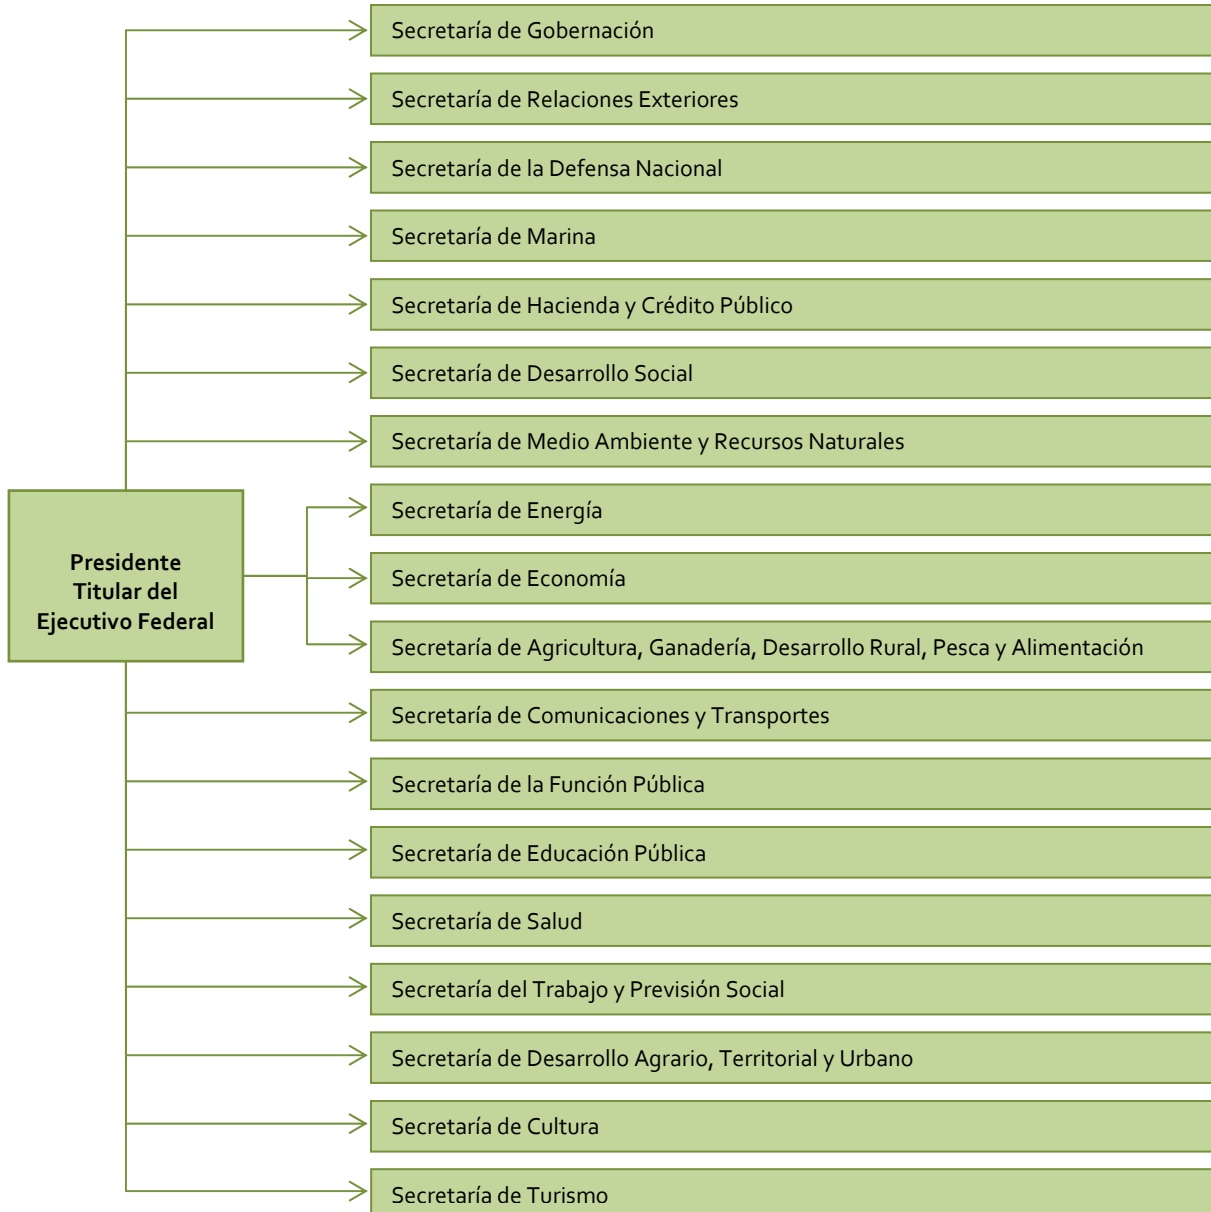 Secretaría de Gobernación
Secretaría de Relaciones Exteriores
Secretaría de la Defensa Nacional
Secretaría de Marina
Secretaría de Hacienda y Crédito Público
Secretaría de Desarrollo Social
Secretaría de Medio Ambiente y Recursos Naturales
Presidente
Titular del
Ejecutivo Federal
Secretaría de Energía
Secretaría de Economía
Secretaría de Agricultura, Ganadería, Desarrollo Rural, Pesca y Alimentación
Secretaría de Comunicaciones y Transportes
Secretaría de la Función Pública
Secretaría de Educación Pública
Secretaría de Salud
Secretaría del Trabajo y Previsión Social
Secretaría de Desarrollo Agrario, Territorial y Urbano
Secretaría de Cultura
Secretaría de Turismo